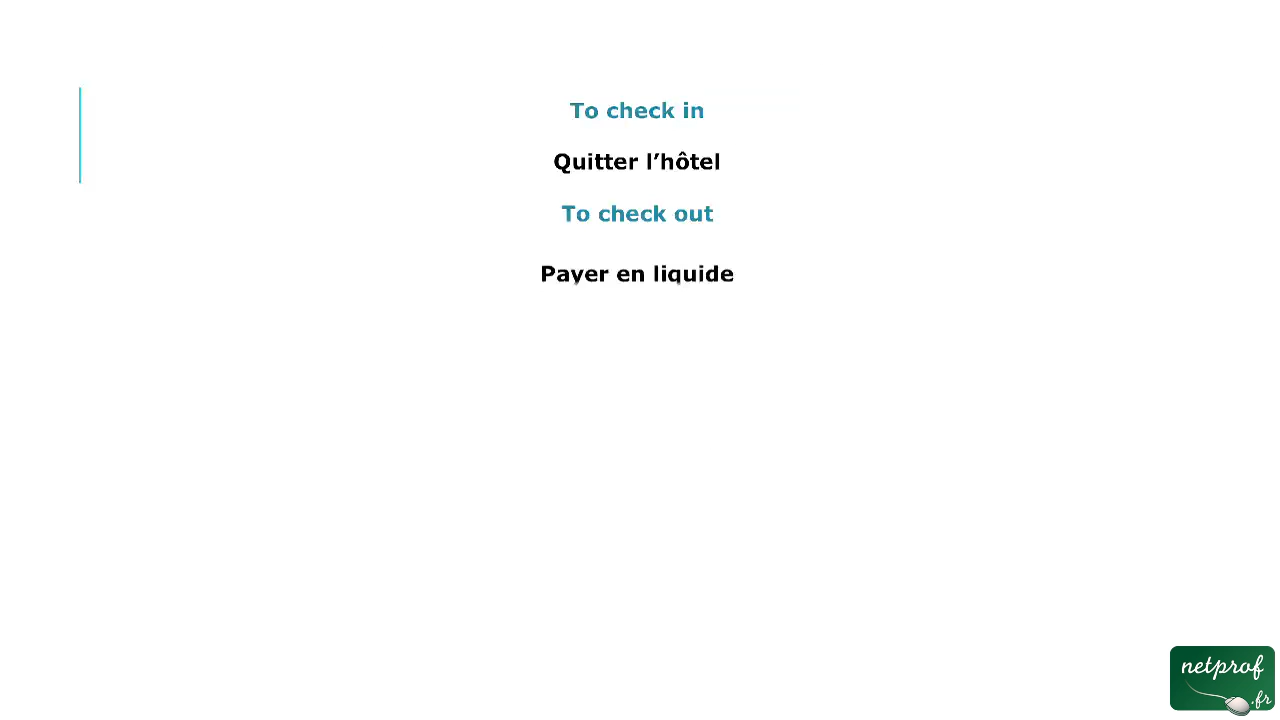 To check in
Quitter l’hôtel
To check out
Payer en liquide
netprof
.fr